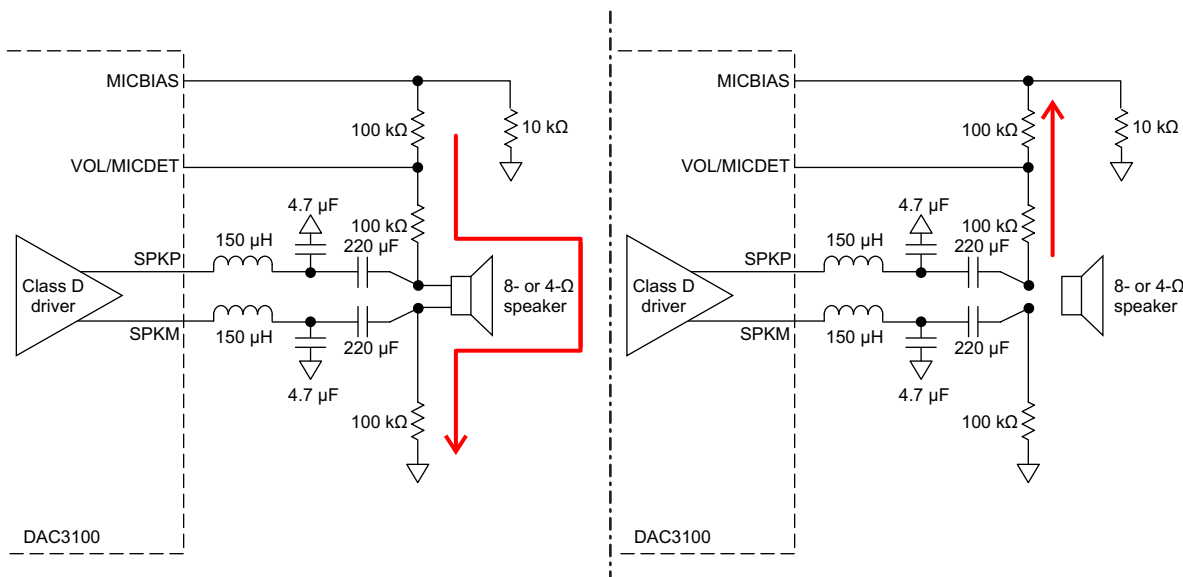 MICBIAS
100 kΩ
10 kΩ
VOL/MICDET
4.7 µF
100 kΩ
150 µH
220 µF
SPKP
Class D
driver
8- or 4-Ω
speaker
SPKM
150 µH
220 µF
4.7 µF
100 kΩ
DAC3100
MICBIAS
100 kΩ
10 kΩ
VOL/MICDET
4.7 µF
100 kΩ
150 µH
220 µF
SPKP
Class D
driver
8- or 4-Ω
speaker
SPKM
150 µH
220 µF
4.7 µF
100 kΩ
DAC3100